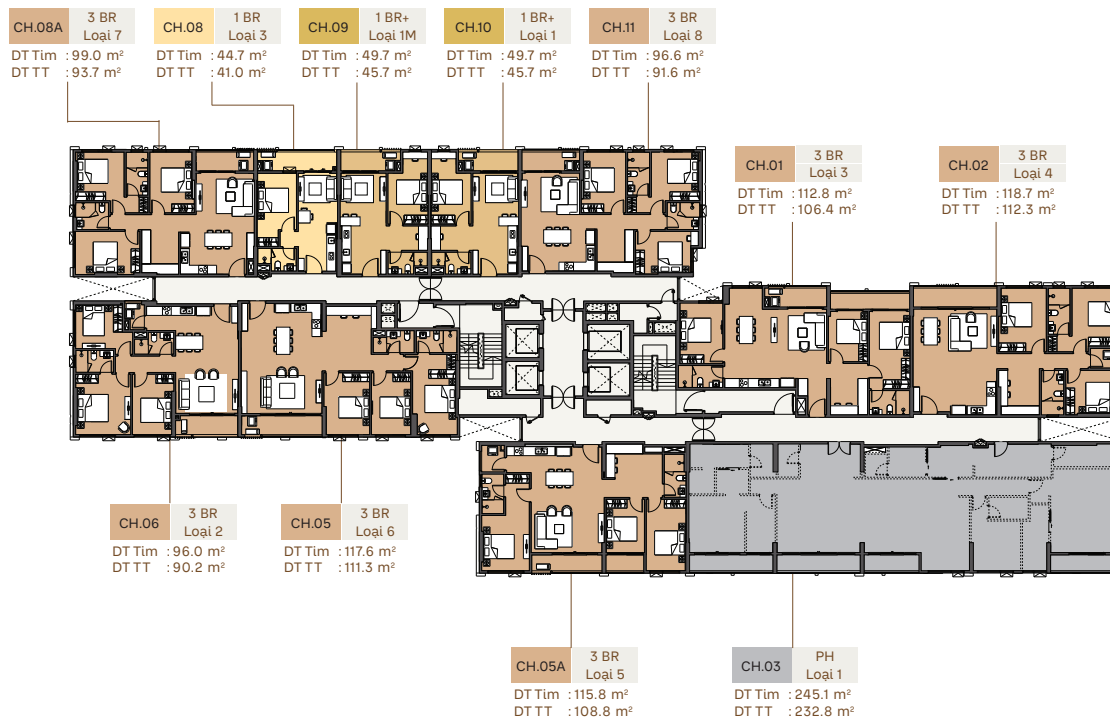 CH.08A
3 BR
Loại 7
DT Tim : 99.0 m²
DT TT : 93.7 m²
CH.08
1 BR
Loại 3
DT Tim : 44.7 m²
DT TT : 41.0 m²
CH.09
1 BR+
Loại 1M
DT Tim : 49.7 m²
DT TT : 45.7 m²
CH.10
1 BR+
Loại 1
DT Tim : 49.7 m²
DT TT : 45.7 m²
CH.11
3 BR
Loại 8
DT Tim : 96.6 m²
DT TT : 91.6 m²
CH.01
3 BR
Loại 3
DT Tim : 112.8 m²
DT TT : 106.4 m²
CH.02
3 BR
Loại 4
DT Tim : 118.7 m²
DT TT : 112.3 m²
CH.06
3 BR
Loại 2
DT Tim : 96.0 m²
DT TT : 90.2 m²
CH.05
3 BR
Loại 6
DT Tim : 117.6 m²
DT TT : 111.3 m²
CH.05A
3 BR
Loại 5
DT Tim : 115.8 m²
DT TT : 108.8 m²
CH.03
PH
Loại 1
DT Tim : 245.1 m²
DT TT : 232.8 m²